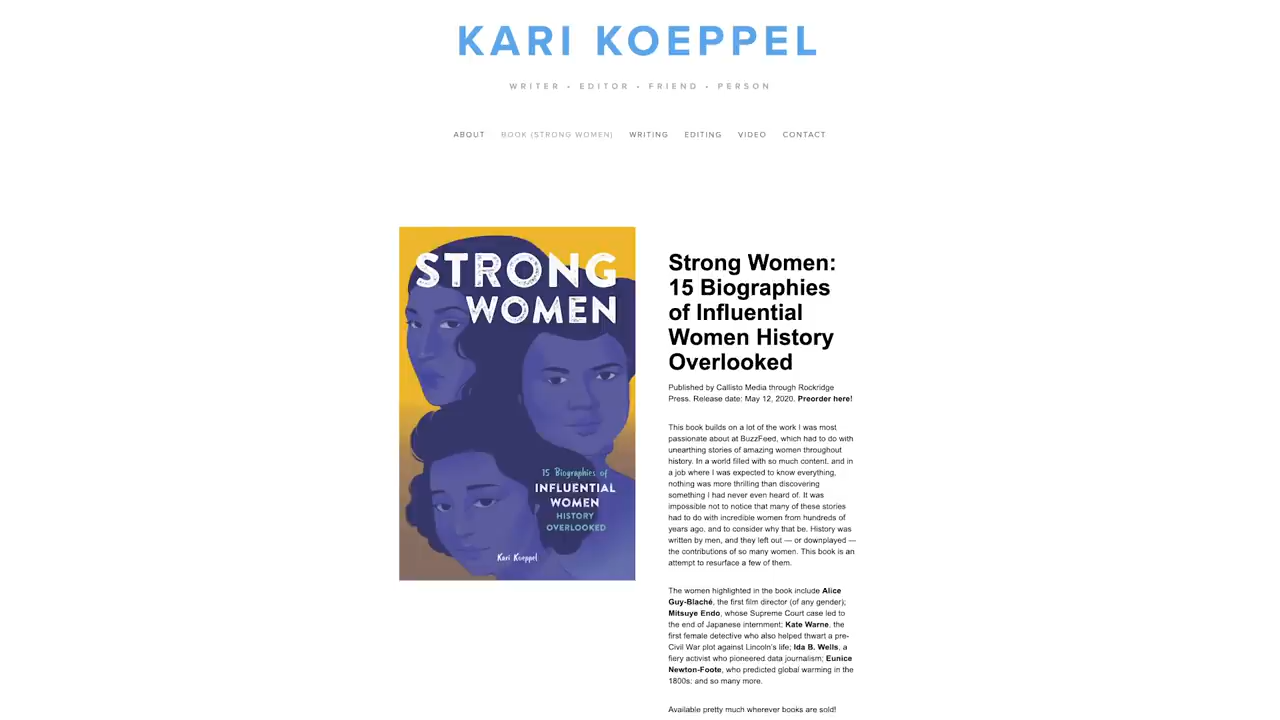 KARI KOEPPEL
WRITER • EDITOR • FRIEND • PERSON
ABOUT BOOK (STRONG WOMEN) WRITING EDITING VIDEO CONTACT
STRONG
WOMEN
15 Biographies of
INFLUENTIAL
WOMEN
HISTORY
OVERLOOKED
Kari Koeppel
Strong Women:
15 Biographies
of Influential
Women History
Overlooked
Published by Callisto Media through Rockridge
Press. Release date: May 12, 2020. Preorder here!
This book builds on a lot of the work I was most
passionate about at BuzzFeed, which had to do with
unearthing stories of amazing women throughout
history. In a world filled with so much content, and in
a job where I was expected to know everything,
nothing was more thrilling than discovering
something I had never even heard of. It was
impossible not to notice that many of these stories
had to do with incredible women from hundreds of
years ago, and to consider why that be. History was
written by men, and they left out — or downplayed —
the contributions of so many women. This book is an
attempt to resurface a few of them.
The women highlighted in the book include Alice
Guy-Blaché, the first film director (of any gender);
Mitsuye Endo, whose Supreme Court case led to
the end of Japanese internment; Kate Warne, the
first female detective who also helped thwart a pre-
Civil War plot against Lincoln's life; Ida B. Wells, a
fiery activist who pioneered data journalism; Eunice
Newton-Foote, who predicted global warming in the
1800s; and so many more.
Available pretty much wherever books are sold!